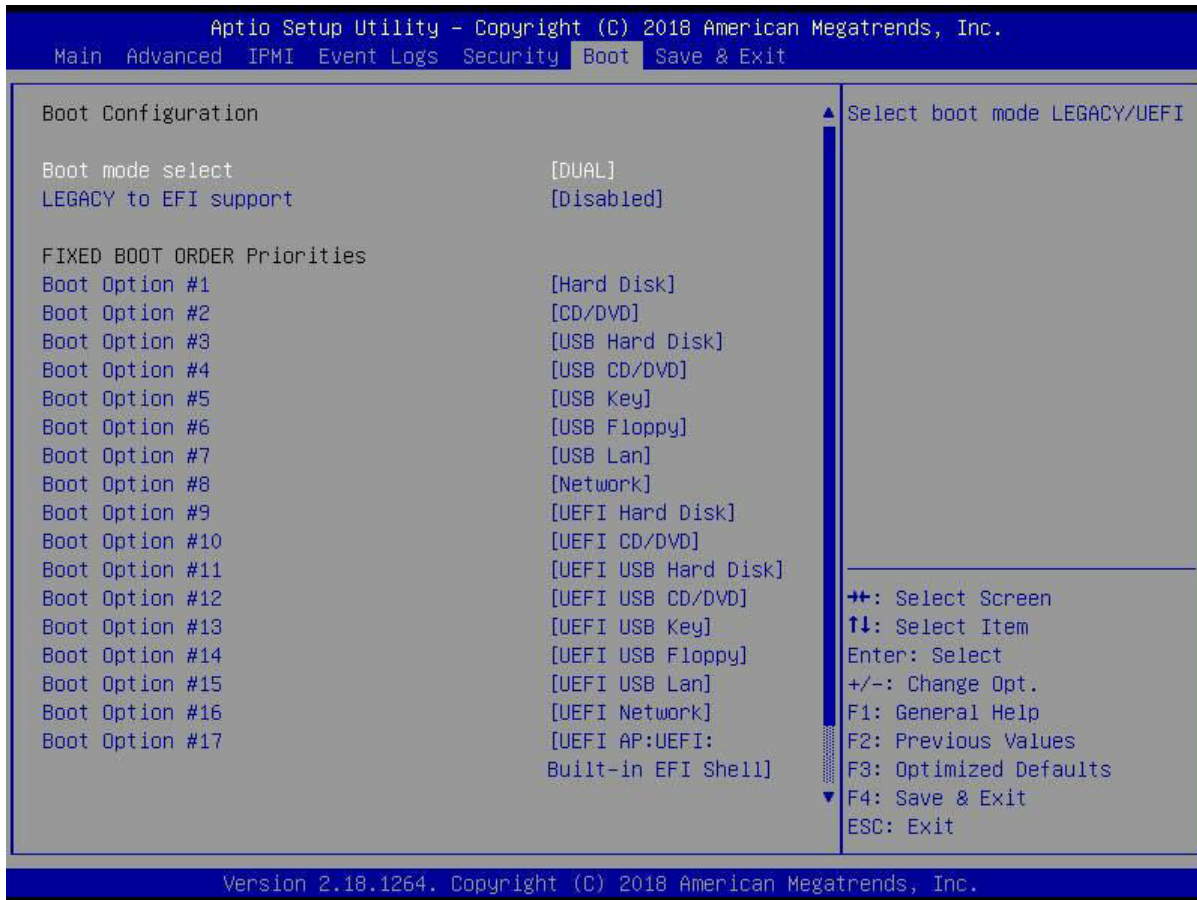 Aptio Setup Utility – Copyright (C) 2018 American Megatrends, Inc.
Main Advanced IPMI Event Logs Security Boot Save & Exit
Boot Configuration
Select boot mode LEGACY/UEFI
Boot mode select [DUAL]
LEGACY to EFI support [Disabled]
FIXED BOOT ORDER Priorities
Boot Option #1 [Hard Disk]
Boot Option #2 [CD/DVD]
Boot Option #3 [USB Hard Disk]
Boot Option #4 [USB CD/DVD]
Boot Option #5 [USB Key]
Boot Option #6 [USB Floppy]
Boot Option #7 [USB Lan]
Boot Option #8 [Network]
Boot Option #9 [UEFI Hard Disk]
Boot Option #10 [UEFI CD/DVD]
Boot Option #11 [UEFI USB Hard Disk]
Boot Option #12 [UEFI USB CD/DVD]
Boot Option #13 [UEFI USB Key]
Boot Option #14 [UEFI USB Floppy]
Boot Option #15 [UEFI USB Lan]
Boot Option #16 [UEFI Network]
Boot Option #17 [UEFI AP:UEFI:
Built-in EFI Shell]
→←: Select Screen
↑↓: Select Item
Enter: Select
+/-: Change Opt.
F1: General Help
F2: Previous Values
F3: Optimized Defaults
F4: Save & Exit
ESC: Exit
Version 2.18.1264. Copyright (C) 2018 American Megatrends, Inc.